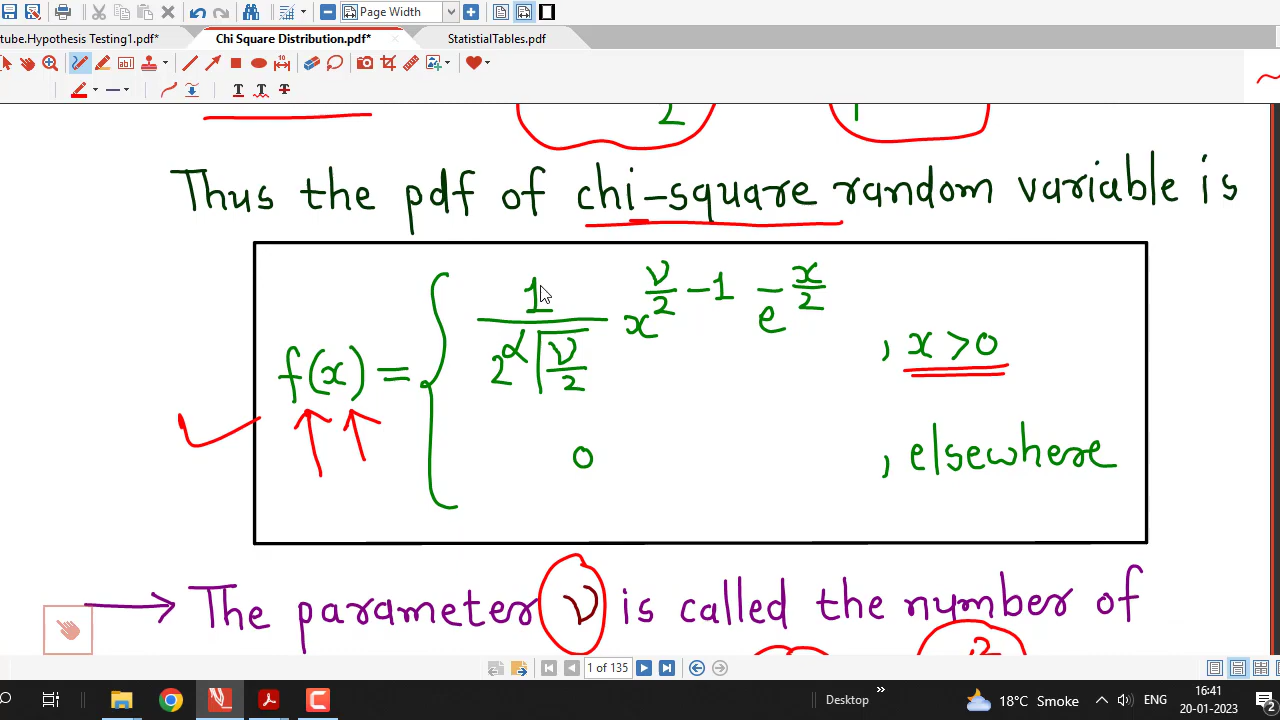 Page Width
tube.Hypothesis Testing1.pdf*
Chi Square Distribution.pdf*
StatistialTables.pdf
2
Thus the pdf of chi-square random variable is
f(x) = { 1 / (2^α Γ(ν/2)) x^(ν/2 - 1) e^(-x/2) , x > 0
0 , elsewhere
→ The parameter ν is called the number of
1 of 135
Desktop
18°C Smoke
ENG
16:41
20-01-2023
2